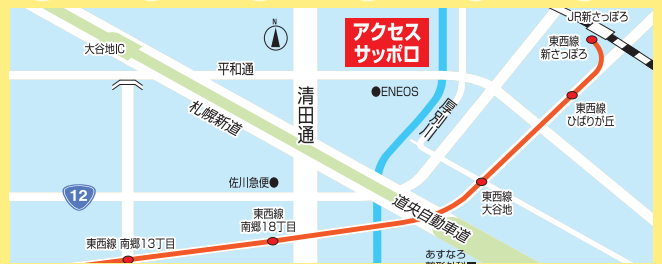 JR新さっぽろ
N
アクセス
サッポロ
東西線
新さっぽろ
大谷地IC
平和通
清田通
ENEOS
東西線
ひばりが丘
札幌新道
厚別川
佐川急便
12
東西線
大谷地
道央自動車道
東西線
南郷18丁目
東西線 南郷13丁目
あすなろ